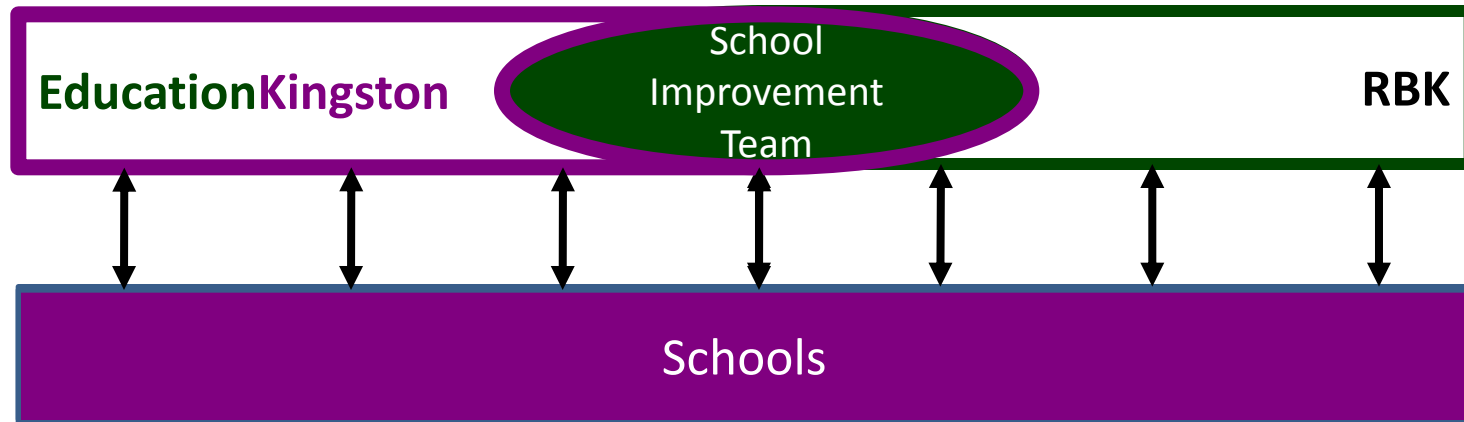 School
Improvement
Team
EducationKingston
RBK
Schools